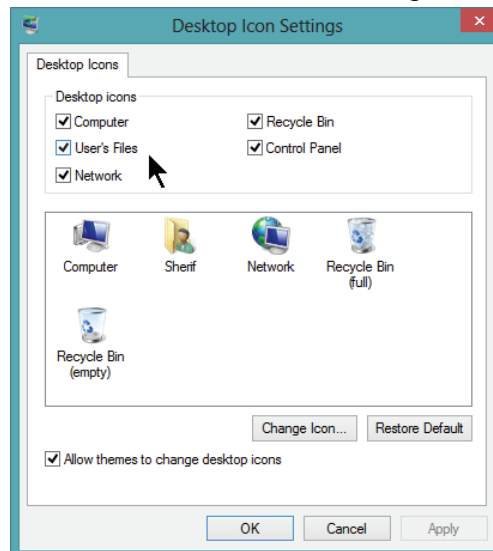 Desktop Icon Settings
Desktop Icons
Desktop icons
Computer
Recycle Bin
User's Files
Control Panel
Network
Computer
Sherif
Network
Recycle Bin
(full)
Recycle Bin
(empty)
Change Icon...
Restore Default
Allow themes to change desktop icons
OK
Cancel
Apply